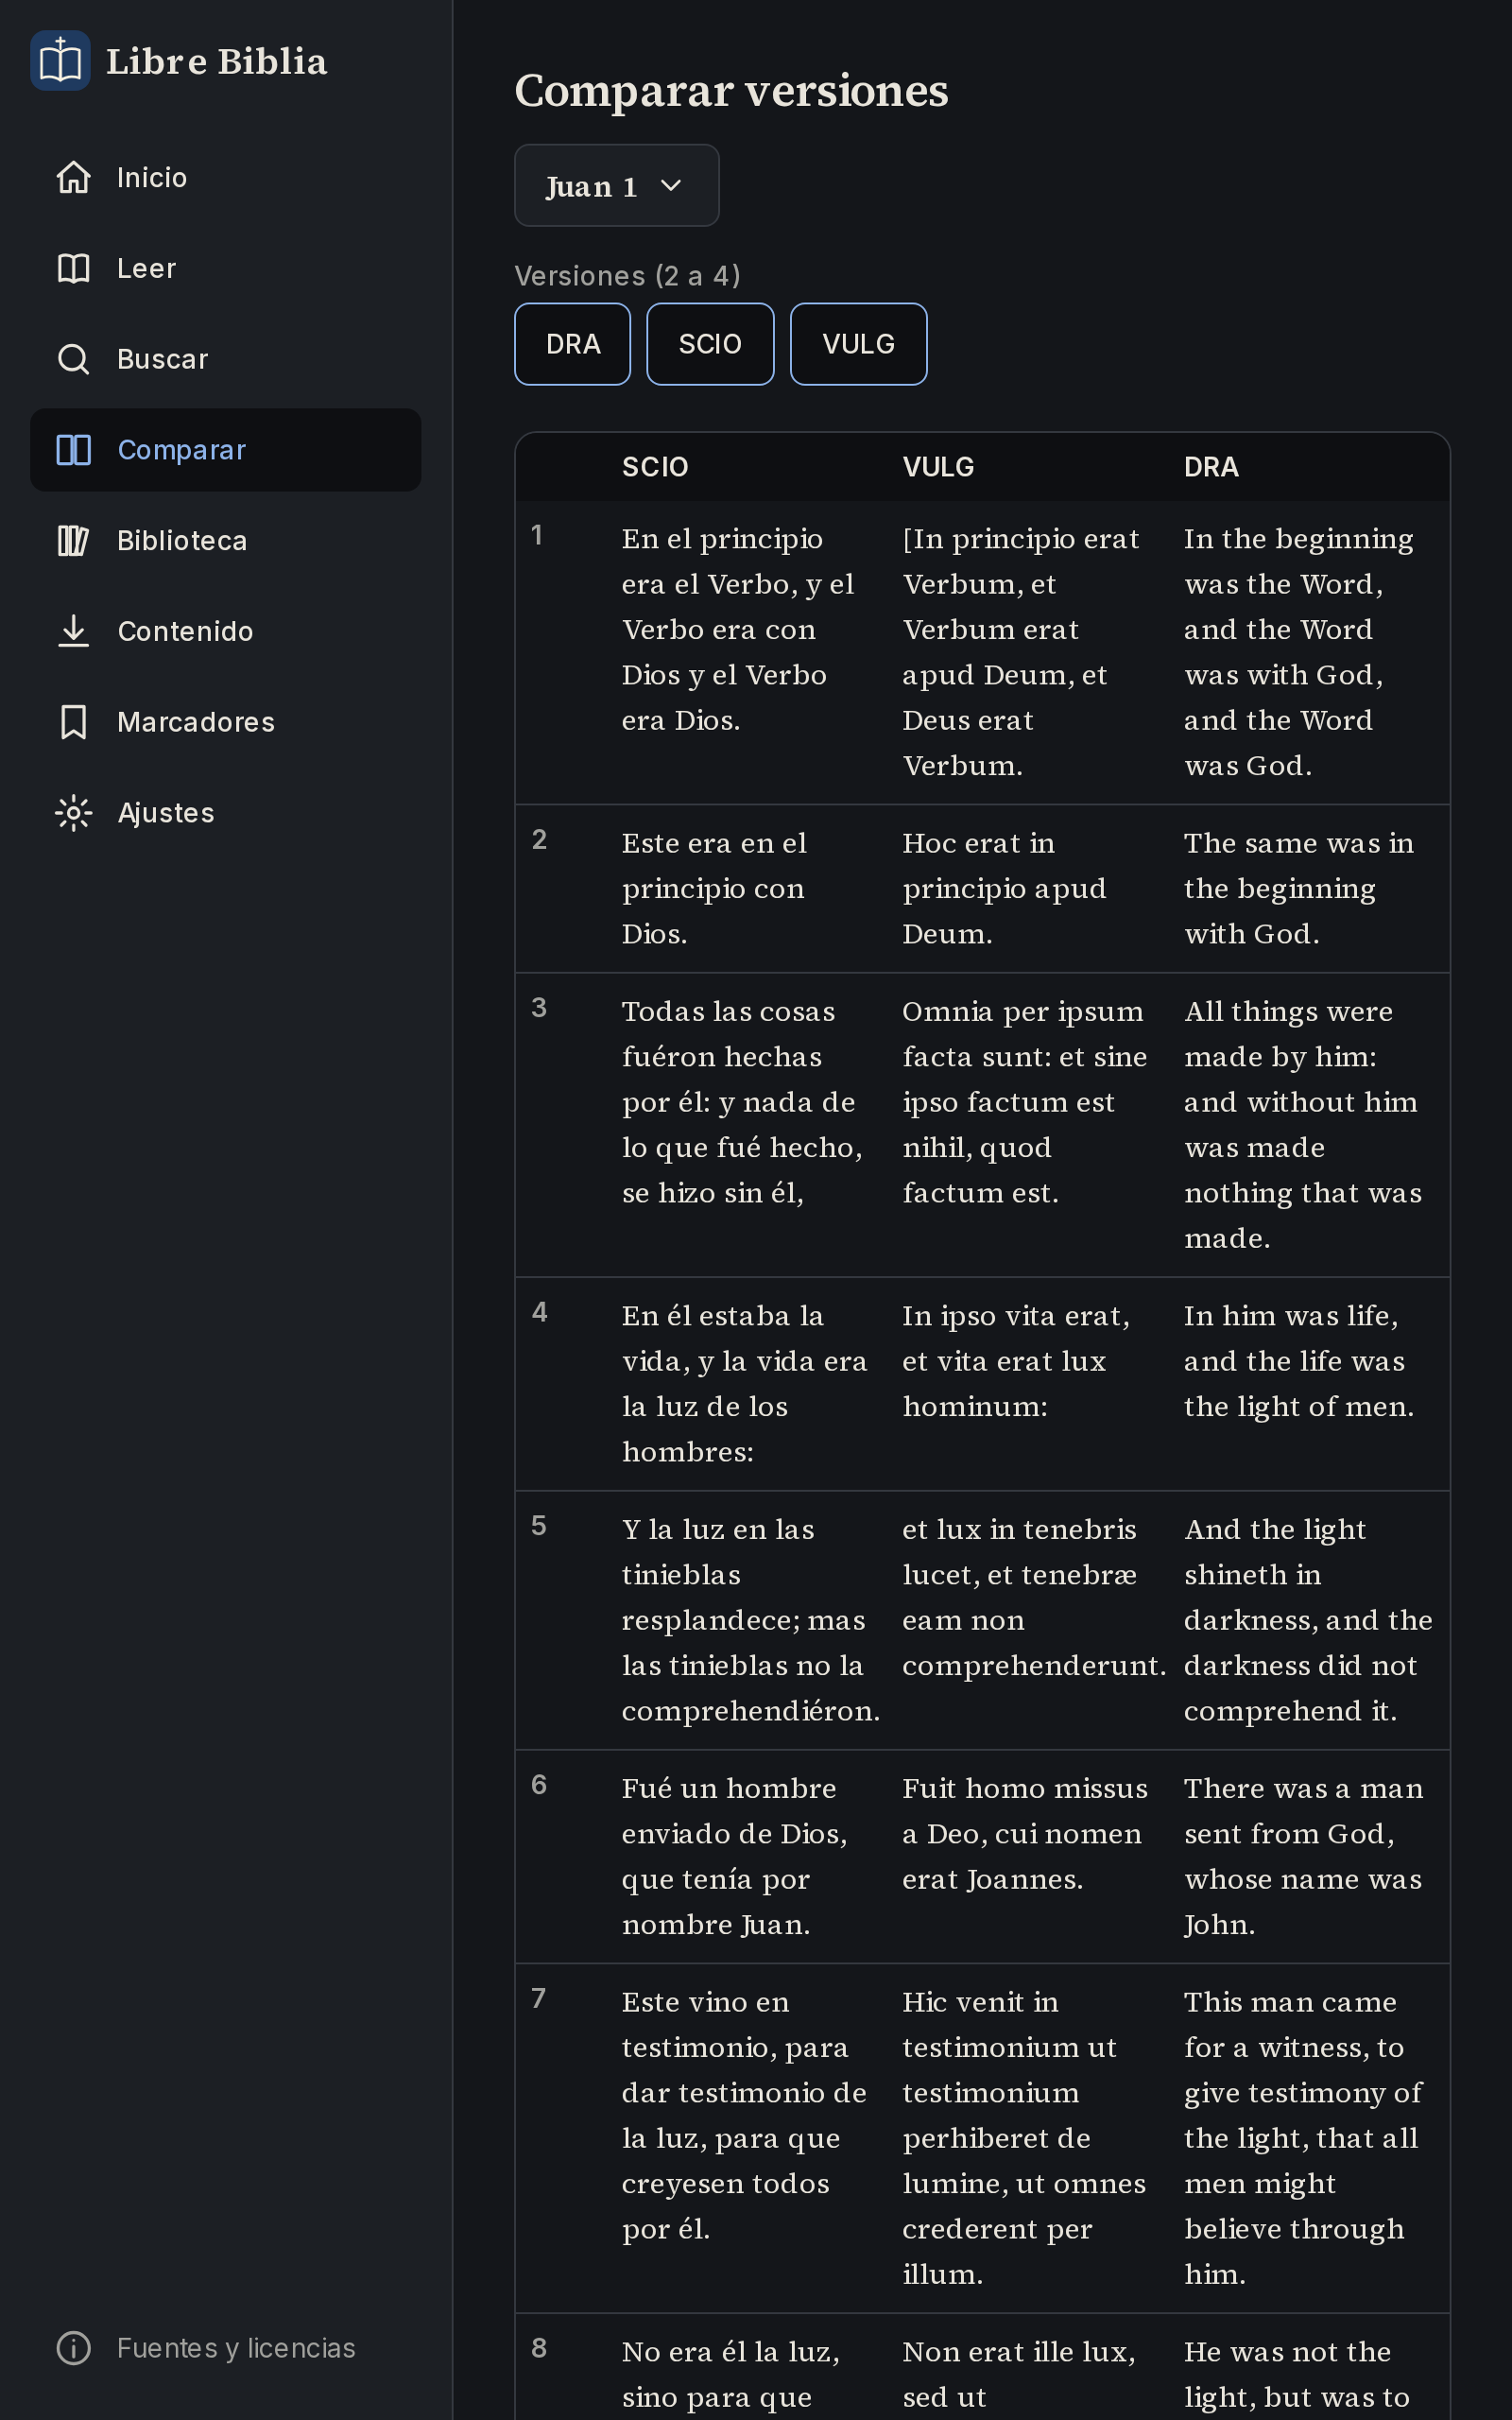 Libre Biblia
Inicio
Leer
Buscar
Comparar
Biblioteca
Contenido
Marcadores
Ajustes
Fuentes y licencias
Comparar versiones
Juan 1
Versiones (2 a 4)
DRA
SCIO
VULG
SCIO
VULG
DRA
1
En el principio
era el Verbo, y el
Verbo era con
Dios y el Verbo
era Dios.
[In principio erat
Verbum, et
Verbum erat
apud Deum, et
Deus erat
Verbum.
In the beginning
was the Word,
and the Word
was with God,
and the Word
was God.
2
Este era en el
principio con
Dios.
Hoc erat in
principio apud
Deum.
The same was in
the beginning
with God.
3
Todas las cosas
fuéron hechas
por él: y nada de
lo que fué hecho,
se hizo sin él,
Omnia per ipsum
facta sunt: et sine
ipso factum est
nihil, quod
factum est.
All things were
made by him:
and without him
was made
nothing that was
made.
4
En él estaba la
vida, y la vida era
la luz de los
hombres:
In ipso vita erat,
et vita erat lux
hominum:
In him was life,
and the life was
the light of men.
5
Y la luz en las
tinieblas
resplandece; mas
las tinieblas no la
comprehendiéron.
et lux in tenebris
lucet, et tenebræ
eam non
comprehenderunt.
And the light
shineth in
darkness, and the
darkness did not
comprehend it.
6
Fué un hombre
enviado de Dios,
que tenía por
nombre Juan.
Fuit homo missus
a Deo, cui nomen
erat Joannes.
There was a man
sent from God,
whose name was
John.
7
Este vino en
testimonio, para
dar testimonio de
la luz, para que
creyesen todos
por él.
Hic venit in
testimonium ut
testimonium
perhiberet de
lumine, ut omnes
crederent per
illum.
This man came
for a witness, to
give testimony of
the light, that all
men might
believe through
him.
8
No era él la luz,
sino para que
Non erat ille lux,
sed ut
He was not the
light, but was to